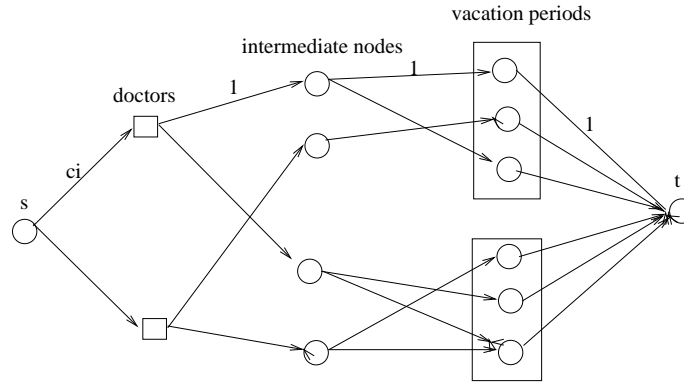 vacation periods
intermediate nodes
doctors
1
1
1
ci
s
t